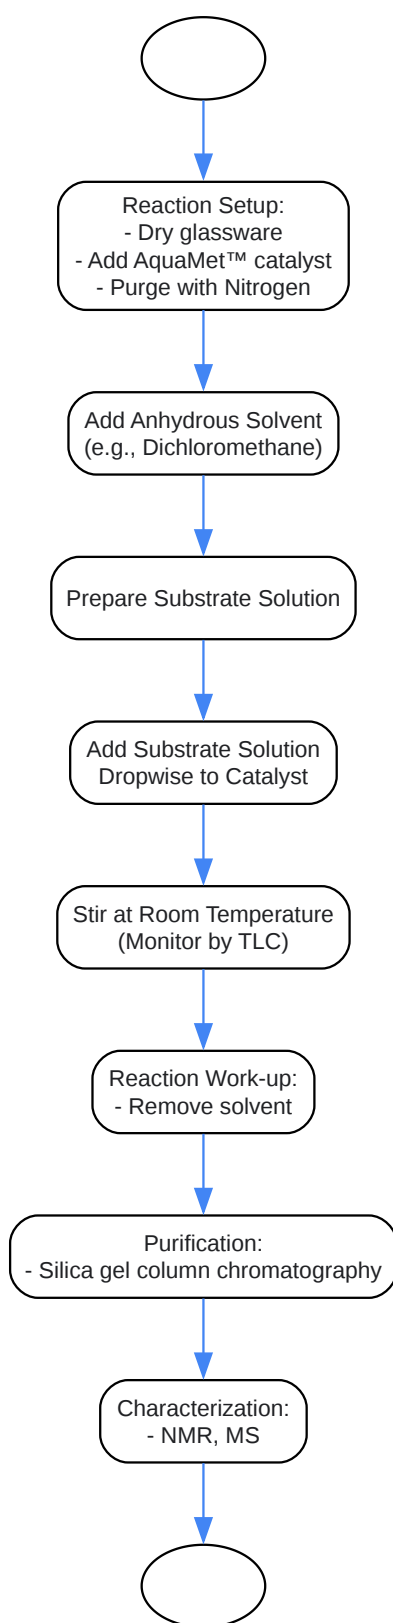 Reaction Setup:
- Dry glassware
- Add AquaMet™ catalyst
- Purge with Nitrogen
Add Anhydrous Solvent
(e.g., Dichloromethane)
Prepare Substrate Solution
Add Substrate Solution
Dropwise to Catalyst
Stir at Room Temperature
(Monitor by TLC)
Reaction Work-up:
- Remove solvent
Purification:
- Silica gel column chromatography
Characterization:
- NMR, MS